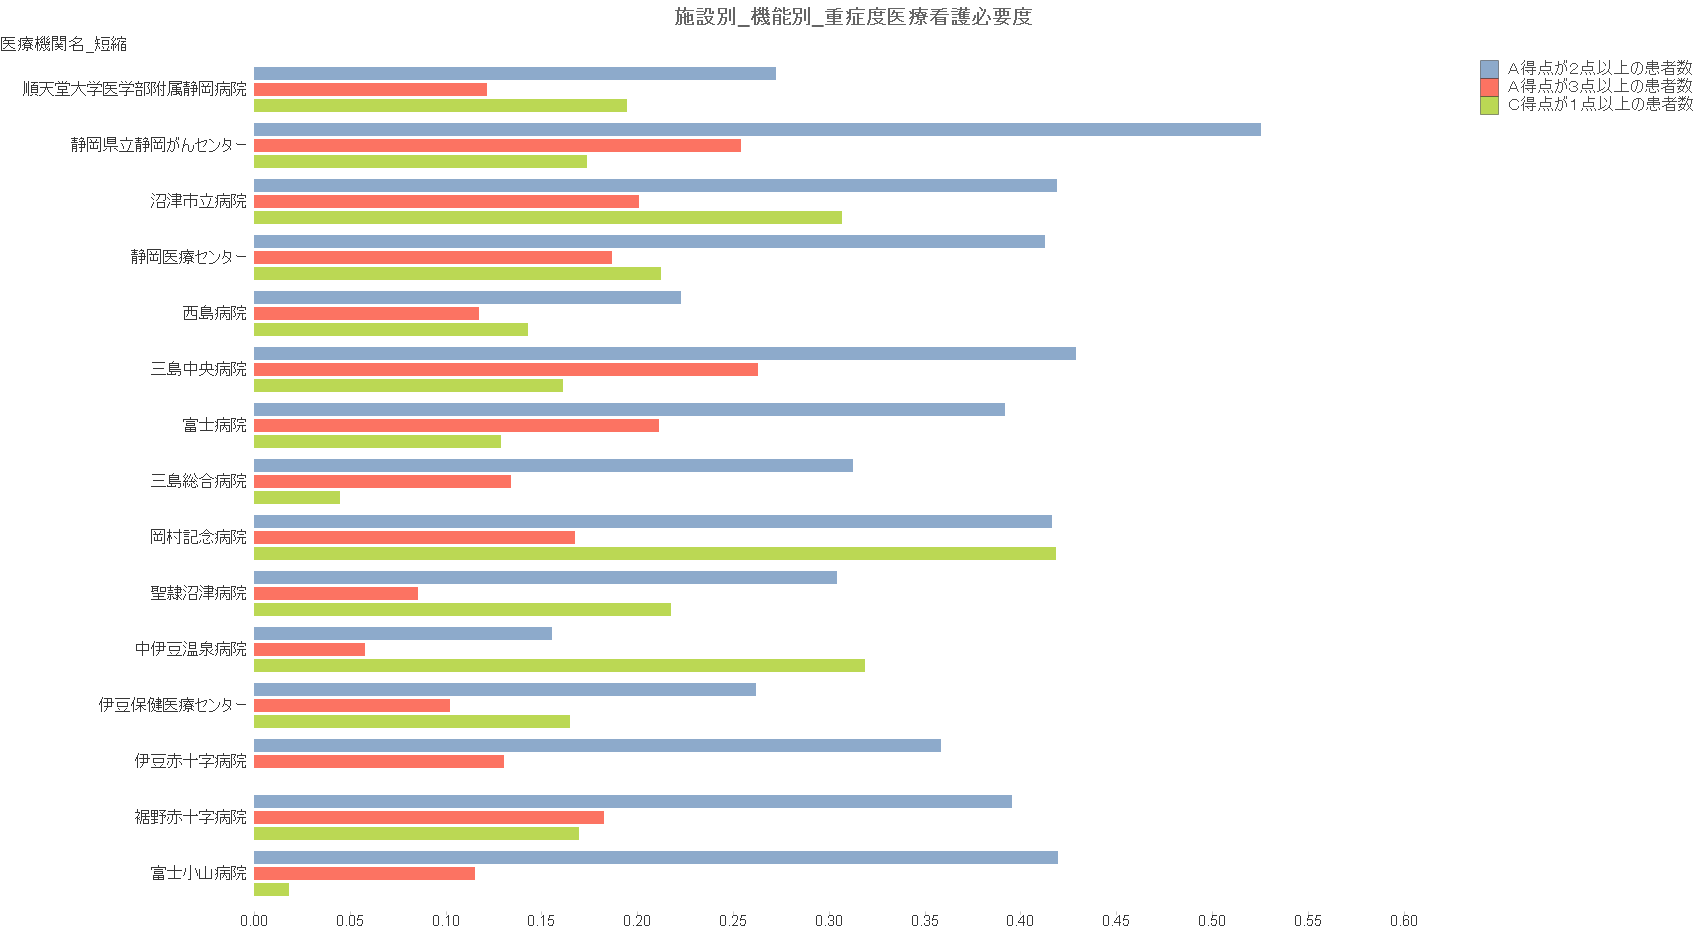 施設別_機能別_重症度医療看護必要度
医療機関名_短縮
A得点が2点以上の患者数
A得点が3点以上の患者数
C得点が1点以上の患者数
順天堂大学医学部附属静岡病院
静岡県立静岡がんセンター
沼津市立病院
静岡医療センター
西島病院
三島中央病院
富士病院
三島総合病院
岡村記念病院
聖隷沼津病院
中伊豆温泉病院
伊豆保健医療センター
伊豆赤十字病院
裾野赤十字病院
富士小山病院
0.00 0.05 0.10 0.15 0.20 0.25 0.30 0.35 0.40 0.45 0.50 0.55 0.60